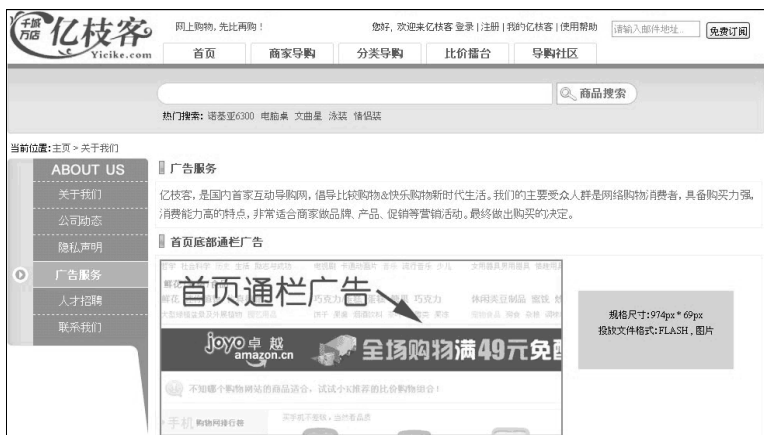 千城万店
亿枝客
Yicike.com
网上购物,先比再购!
您好, 欢迎来亿枝客 登录 | 注册 | 我的亿枝客 | 使用帮助
请输入邮件地址..
免费订阅
首页 商家导购 分类导购 比价擂台 导购社区
商品搜索
热门搜索: 诺基亚6300 电脑桌 文曲星 泳装 情侣装
当前位置:主页 > 关于我们
ABOUT US
关于我们
公司动态
隐私声明
广告服务
人才招聘
联系我们
广告服务
亿枝客, 是国内首家互动导购网, 倡导比较购物&快乐购物新时代生活。我们的主要受众人群是网络购物消费者, 具备购买力强,
消费能力高的特点, 非常适合商家做品牌、产品、促销等营销活动。最终做出购买的决定。
首页底部通栏广告
首页通栏广告
joyo 卓越
amazon.cn
全场购物满49元免
不知哪个购物网站的商品适合, 试试小K推荐的比价购物组合!
手机 购物网排行榜
规格尺寸:974px * 69px
投放文件格式:FLASH , 图片